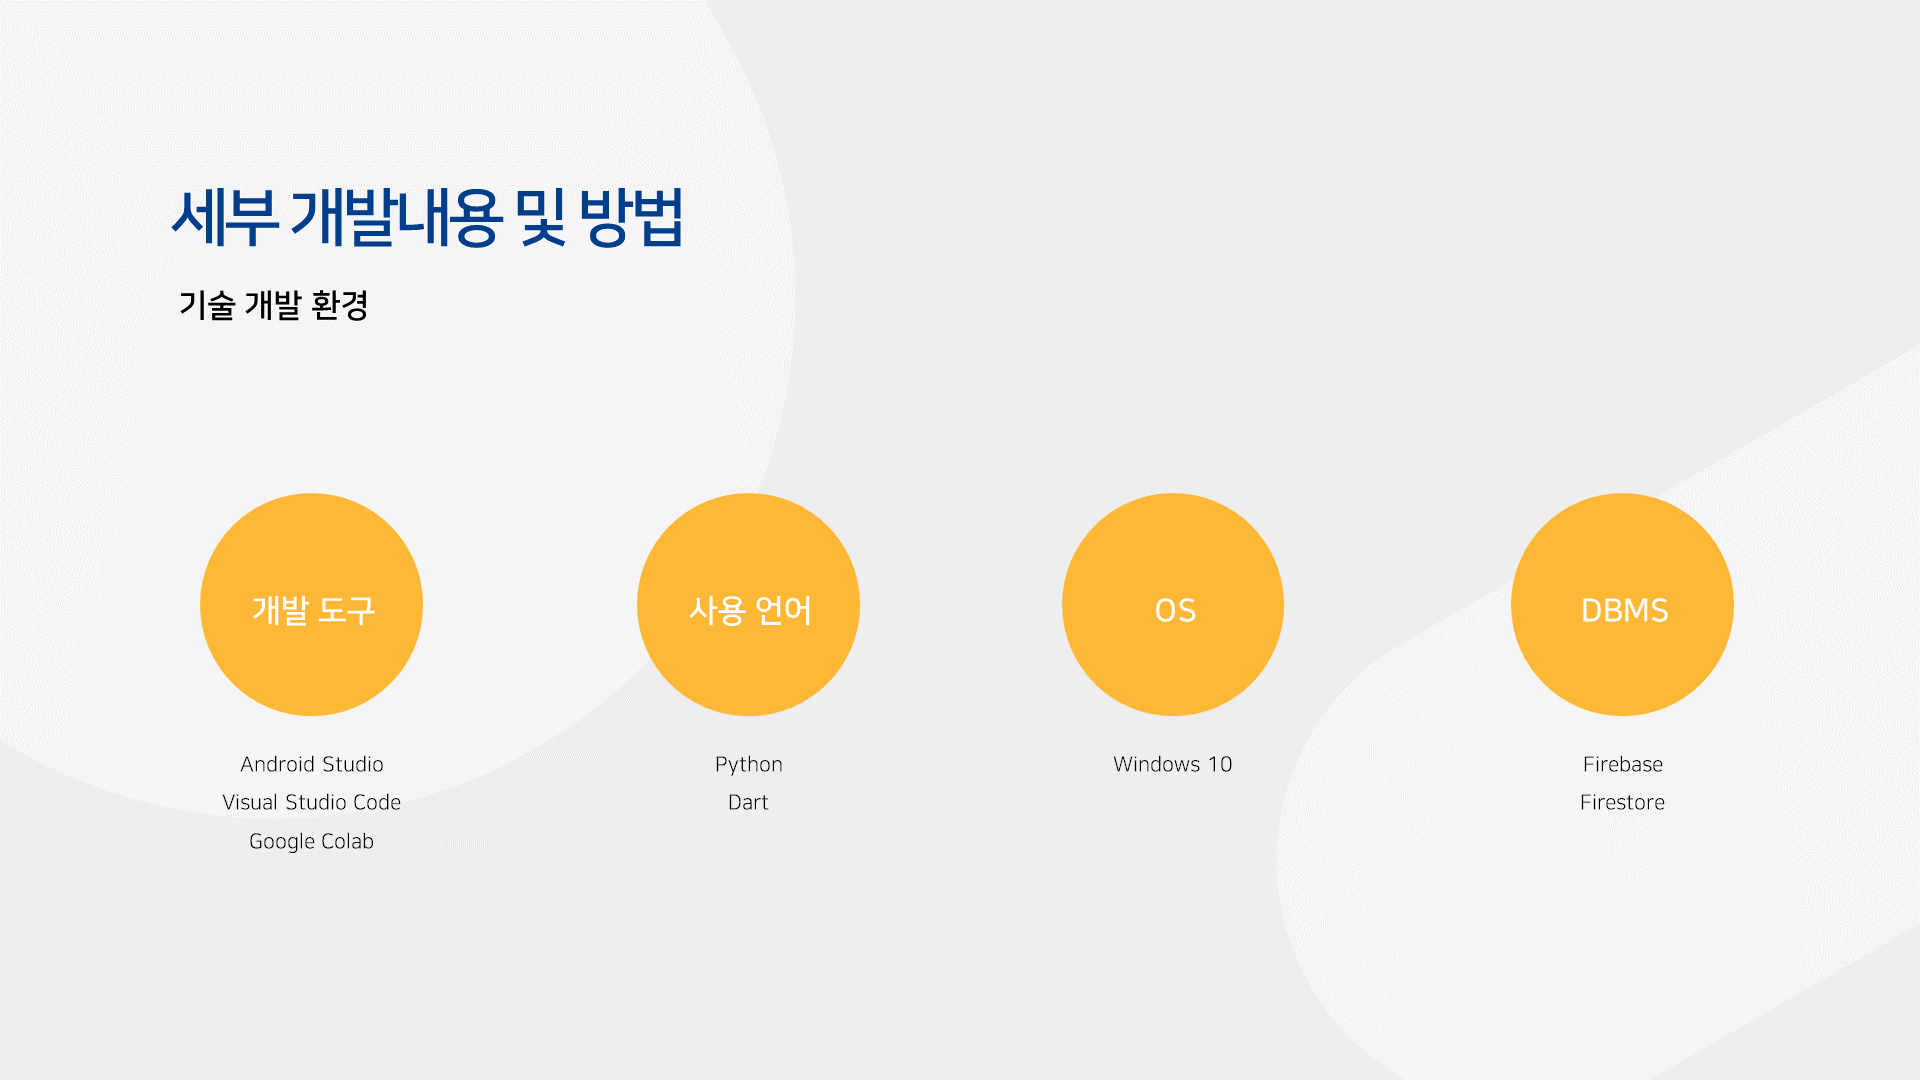 세부 개발내용 및 방법
기술 개발 환경
개발 도구
Android Studio
Visual Studio Code
Google Colab
사용 언어
Python
Dart
OS
Windows 10
DBMS
Firebase
Firestore